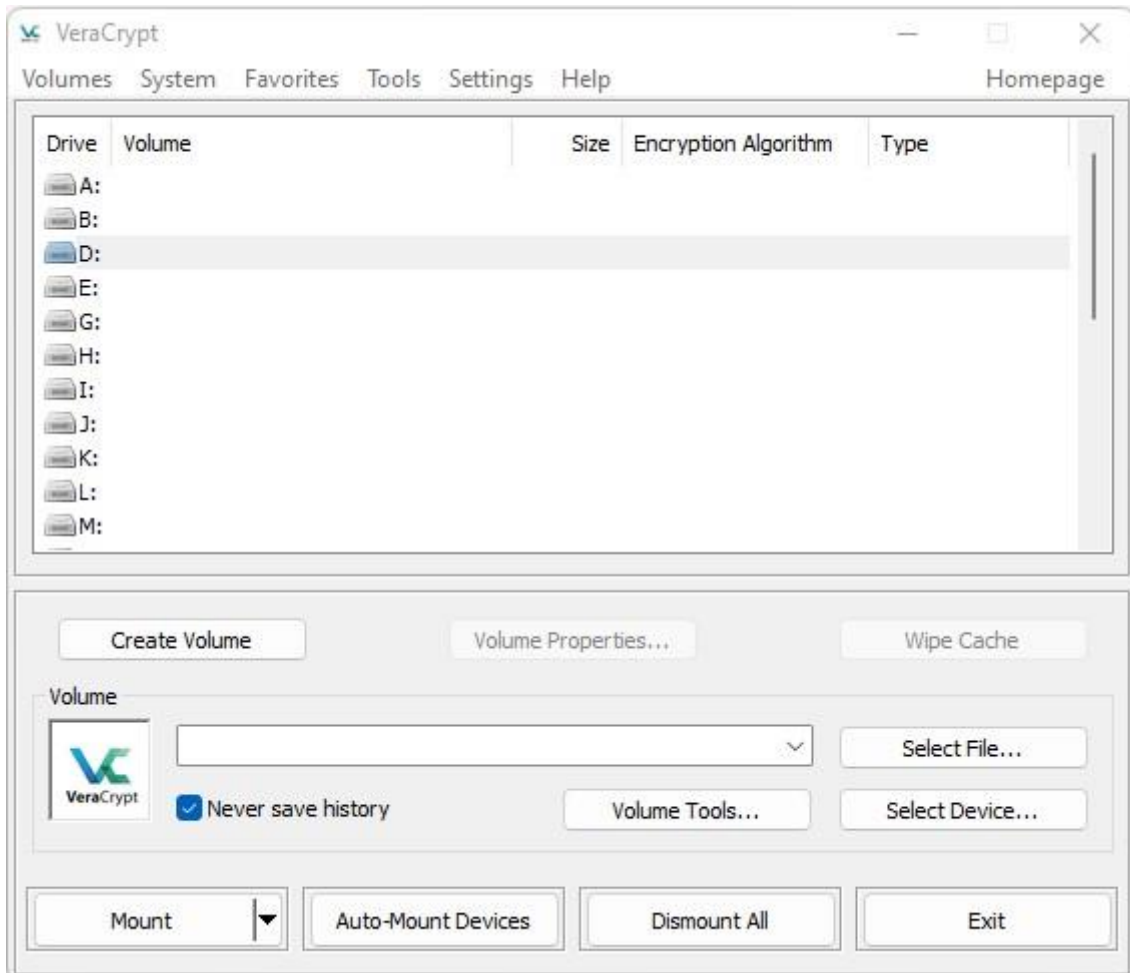 VeraCrypt
Volumes System Favorites Tools Settings Help Homepage
Drive Volume Size Encryption Algorithm Type
A:
B:
D:
E:
G:
H:
I:
J:
K:
L:
M:
Create Volume Volume Properties... Wipe Cache
Volume
VeraCrypt
Select File...
Never save history Volume Tools... Select Device...
Mount Auto-Mount Devices Dismount All Exit